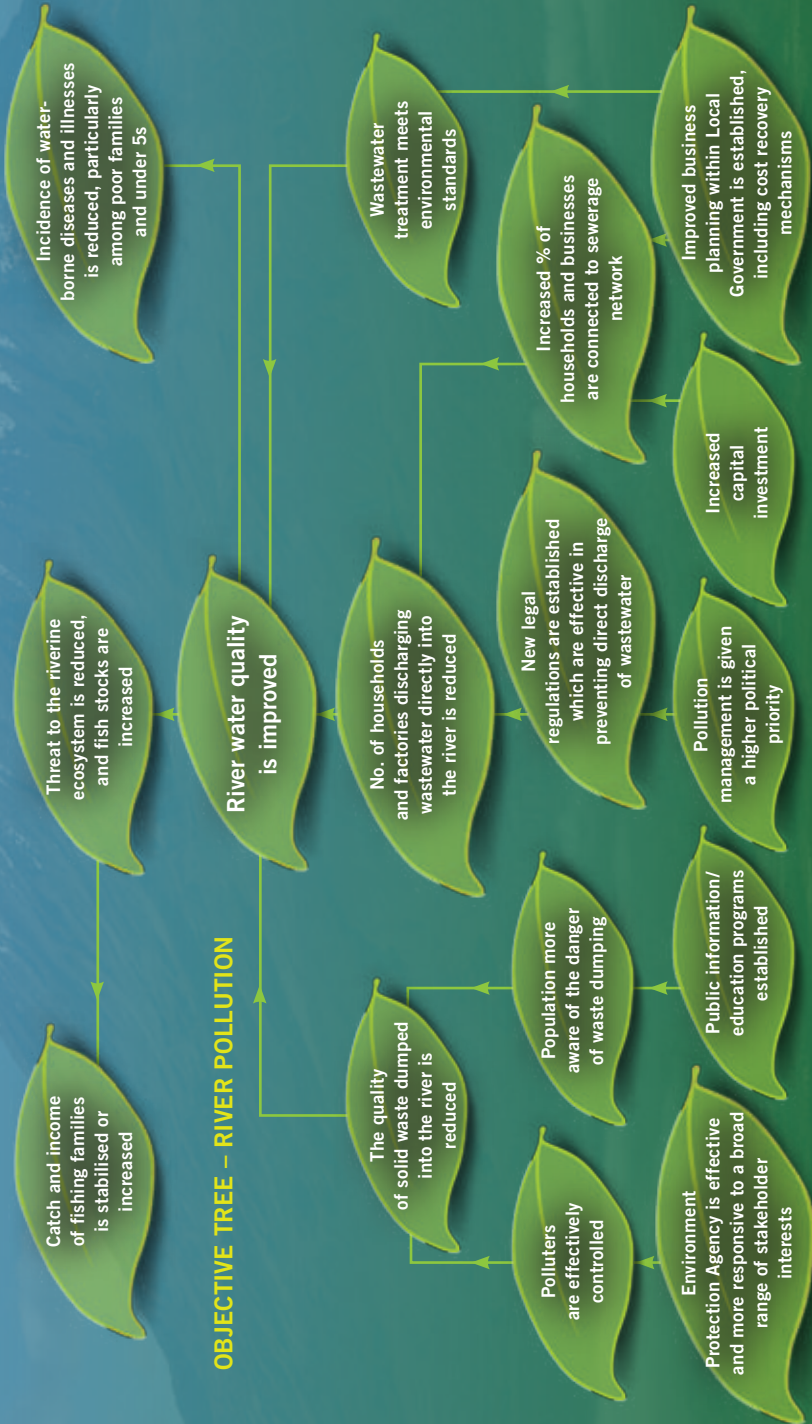 Catch and income
of fishing families
is stabilised or
increased
Threat to the riverine
ecosystem is reduced,
and fish stocks are
increased
Incidence of water-
borne diseases and illnesses
is reduced, particularly
among poor families
and under 5s
OBJECTIVE TREE – RIVER POLLUTION
River water quality
is improved
The quality
of solid waste dumped
into the river is
reduced
No. of households
and factories discharging
wastewater directly into
the river is reduced
Wastewater
treatment meets
environmental
standards
Polluters
are effectively
controlled
Population more
aware of the danger
of waste dumping
New legal
regulations are established
which are effective in
preventing direct discharge
of wastewater
Increased % of
households and businesses
are connected to sewerage
network
Environment
Protection Agency is effective
and more responsive to a broad
range of stakeholder
interests
Public information/
education programs
established
Pollution
management is given
a higher political
priority
Increased
capital
investment
Improved business
planning within Local
Government is established,
including cost recovery
mechanisms